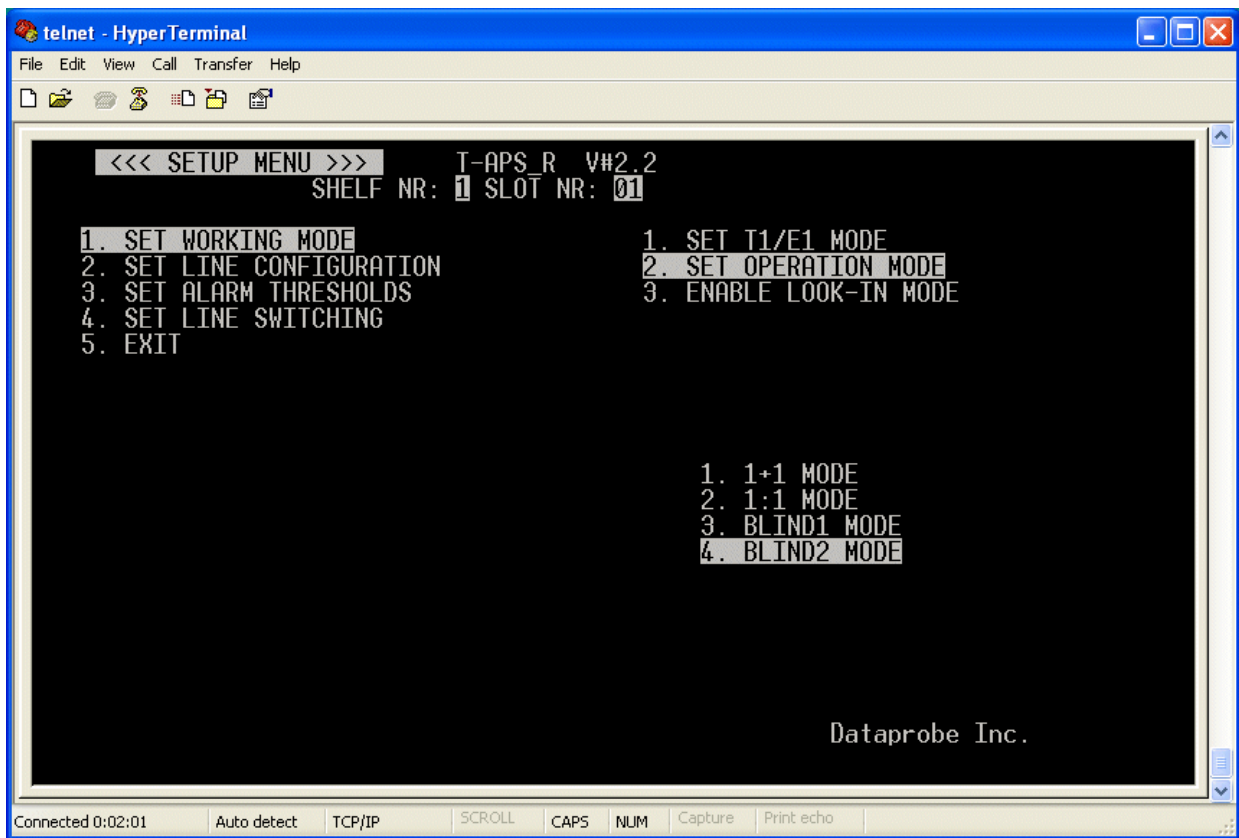 telnet - HyperTerminal
File Edit View Call Transfer Help
<<< SETUP MENU >>> T-APS_R V#2.2
SHELF NR: 1 SLOT NR: 01
1. SET WORKING MODE
2. SET LINE CONFIGURATION
3. SET ALARM THRESHOLDS
4. SET LINE SWITCHING
5. EXIT
1. SET T1/E1 MODE
2. SET OPERATION MODE
3. ENABLE LOOK-IN MODE
1. 1+1 MODE
2. 1:1 MODE
3. BLIND1 MODE
4. BLIND2 MODE
Dataprobe Inc.
Connected 0:02:01 Auto detect TCP/IP SCROLL CAPS NUM Capture Print echo